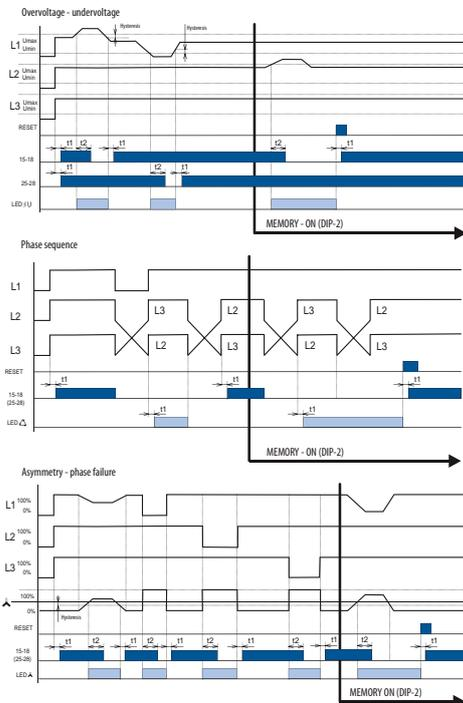 Overvoltage - undervoltage
Hysteresis Hysteresis
L1 Umax Umin
L2 Umax Umin
L3 Umax Umin
RESET
t1 t2 t1 t2 t1
15-18
t1 t2 t1
25-28
LED
MEMORY - ON (DIP-2)
Phase sequence
L1
L2 L3 L2 L3 L2
L3 L2 L3 L2 L3
RESET
t1 t1 t1
15-18
(25-28)
t1 t1
LED
MEMORY - ON (DIP-2)
Asymmetry - phase failure
L1 100% 0%
L2 100% 0%
L3 100% 0%
100%
0%
Hysteresis
RESET
t1 t2 t1 t2 t1 t2 t1 t2 t1 t2 t1
15-18
(25-28)
LED
MEMORY ON (DIP-2)